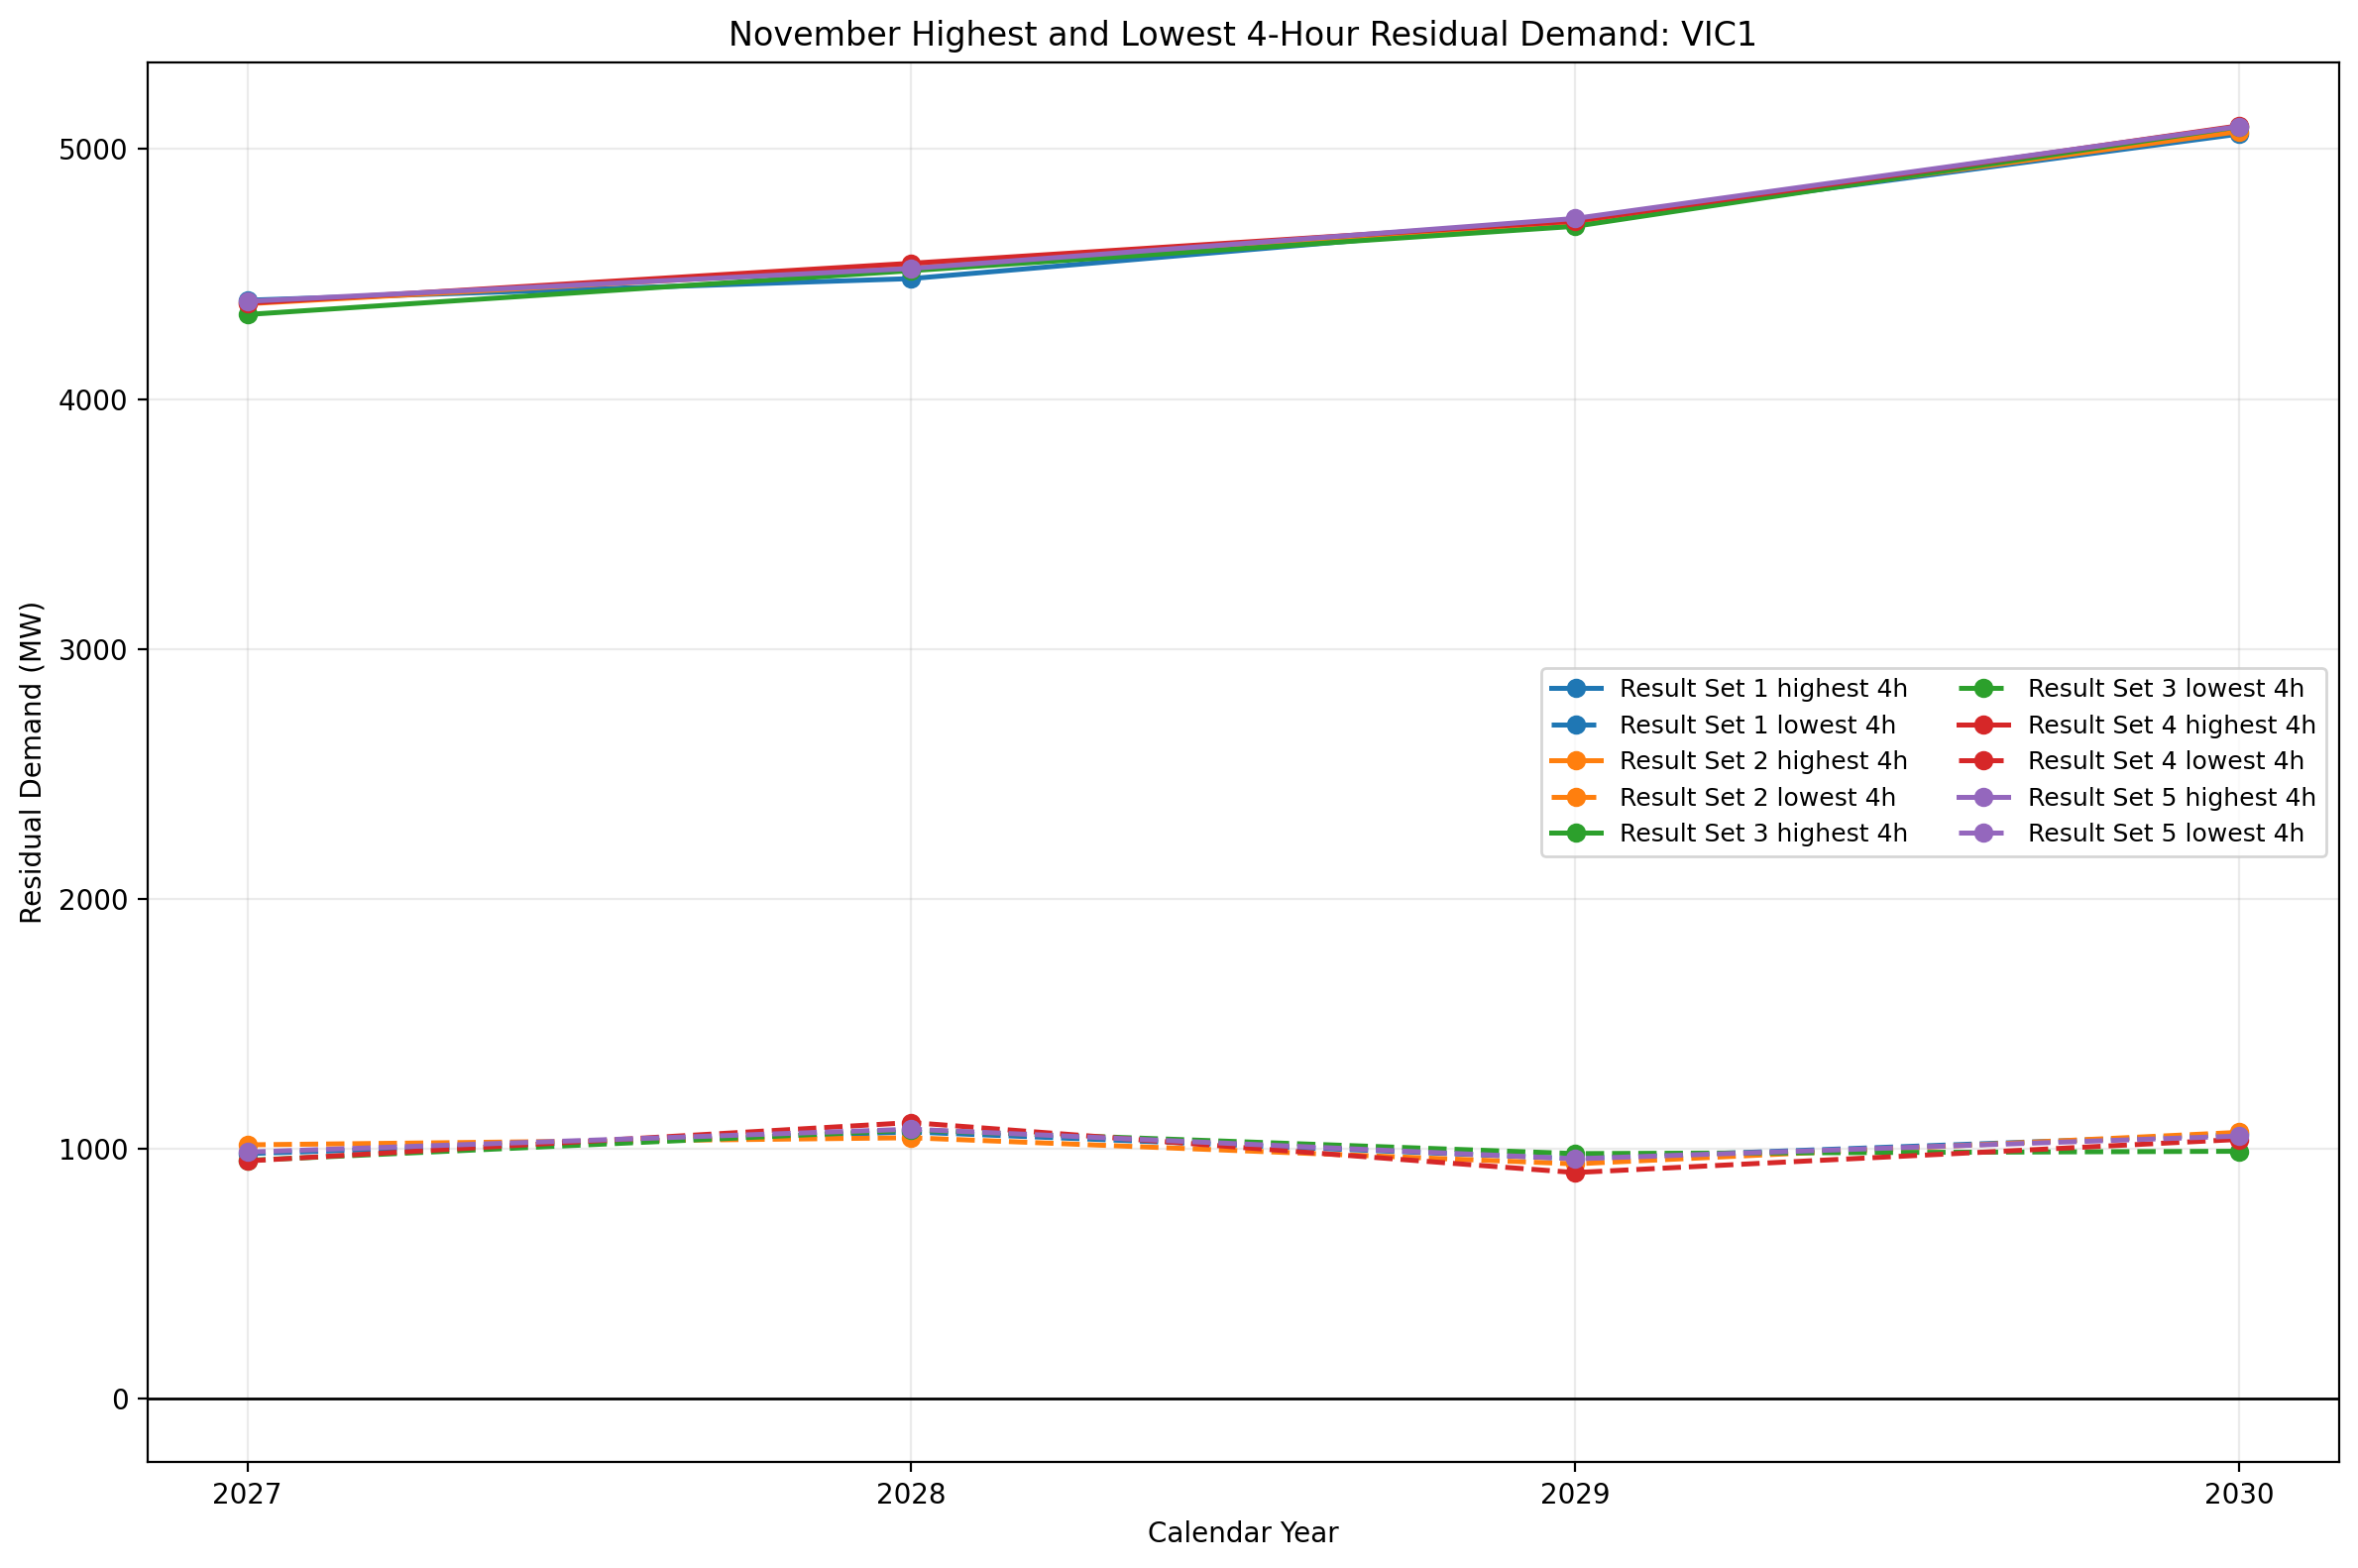 November Highest and Lowest 4-Hour Residual Demand: VIC1
Residual Demand (MW)
5000
4000
3000
2000
1000
0
Result Set 1 highest 4h
Result Set 1 lowest 4h
Result Set 2 highest 4h
Result Set 2 lowest 4h
Result Set 3 highest 4h
Result Set 3 lowest 4h
Result Set 4 highest 4h
Result Set 4 lowest 4h
Result Set 5 highest 4h
Result Set 5 lowest 4h
2027 2028 2029 2030
Calendar Year